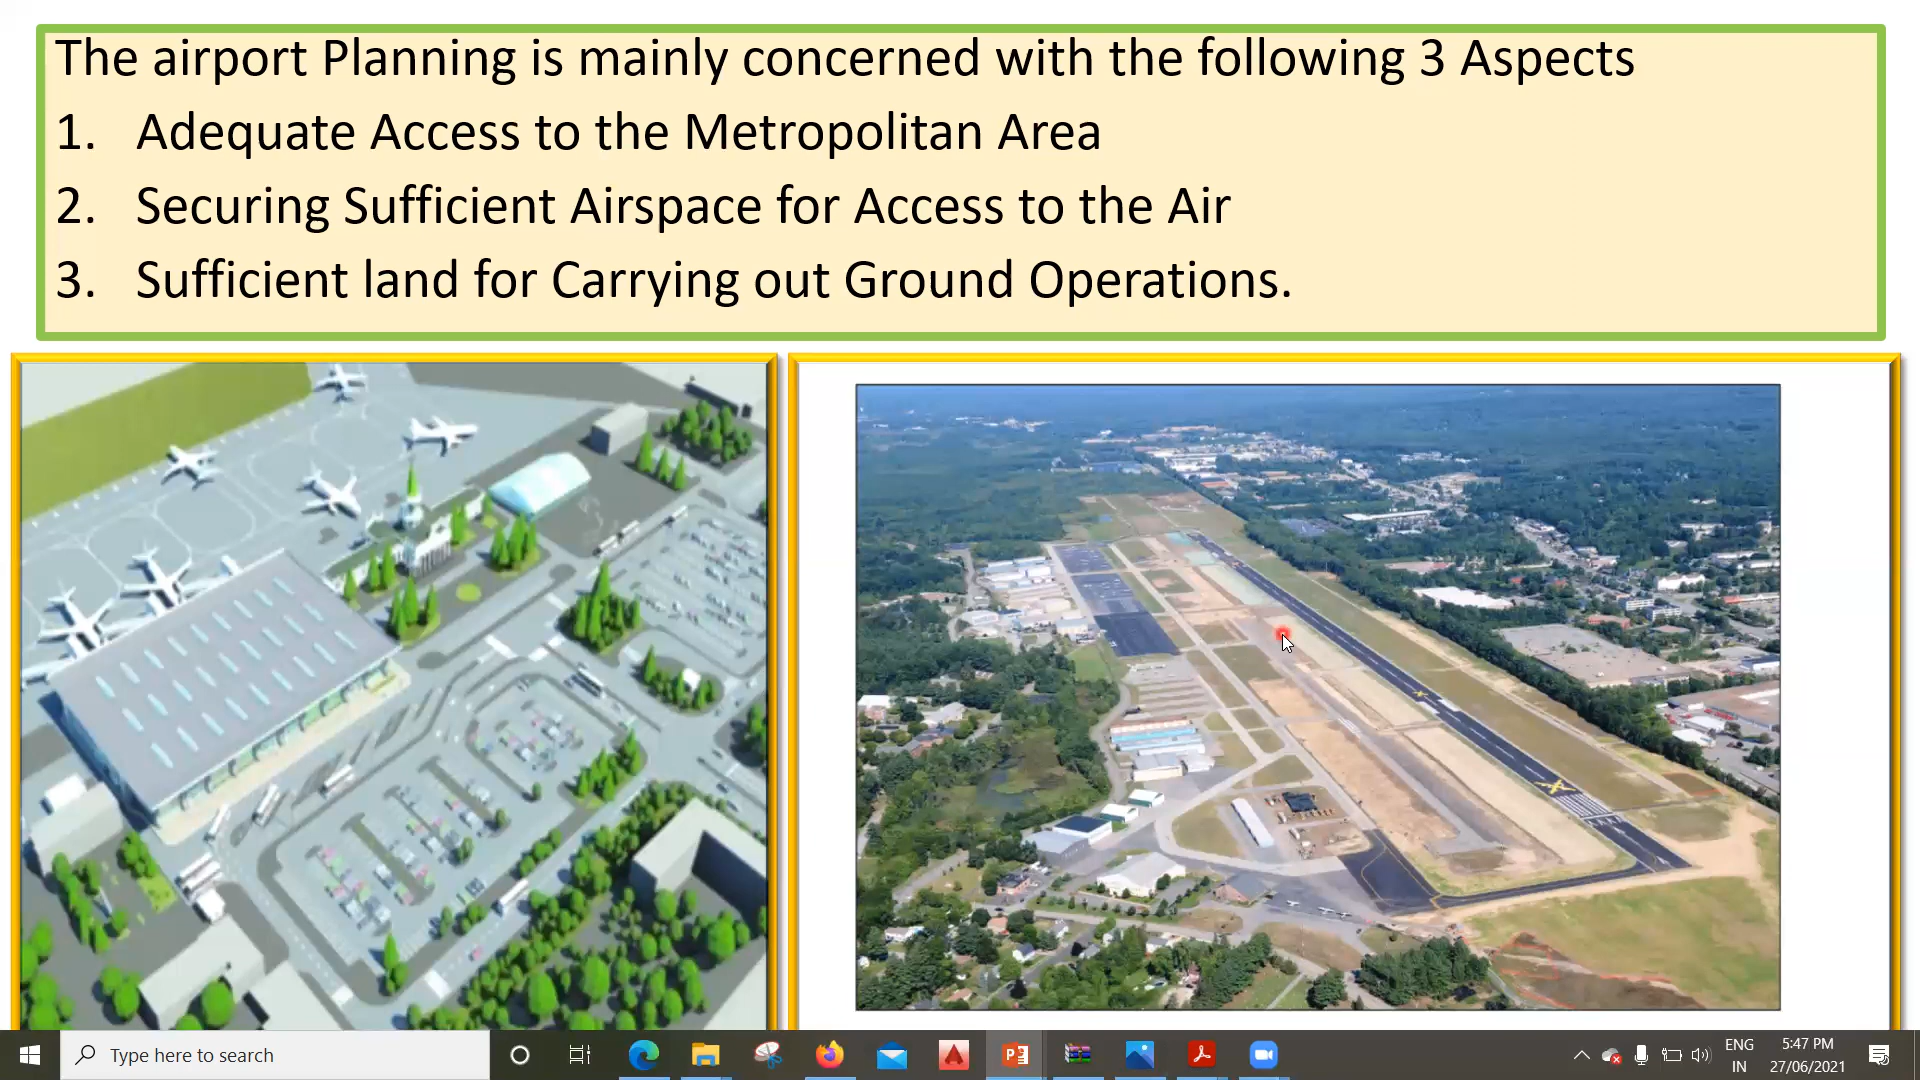 The airport Planning is mainly concerned with the following 3 Aspects
1. Adequate Access to the Metropolitan Area
2. Securing Sufficient Airspace for Access to the Air
3. Sufficient land for Carrying out Ground Operations.
Type here to search
ENG
IN
5:47 PM
27/06/2021